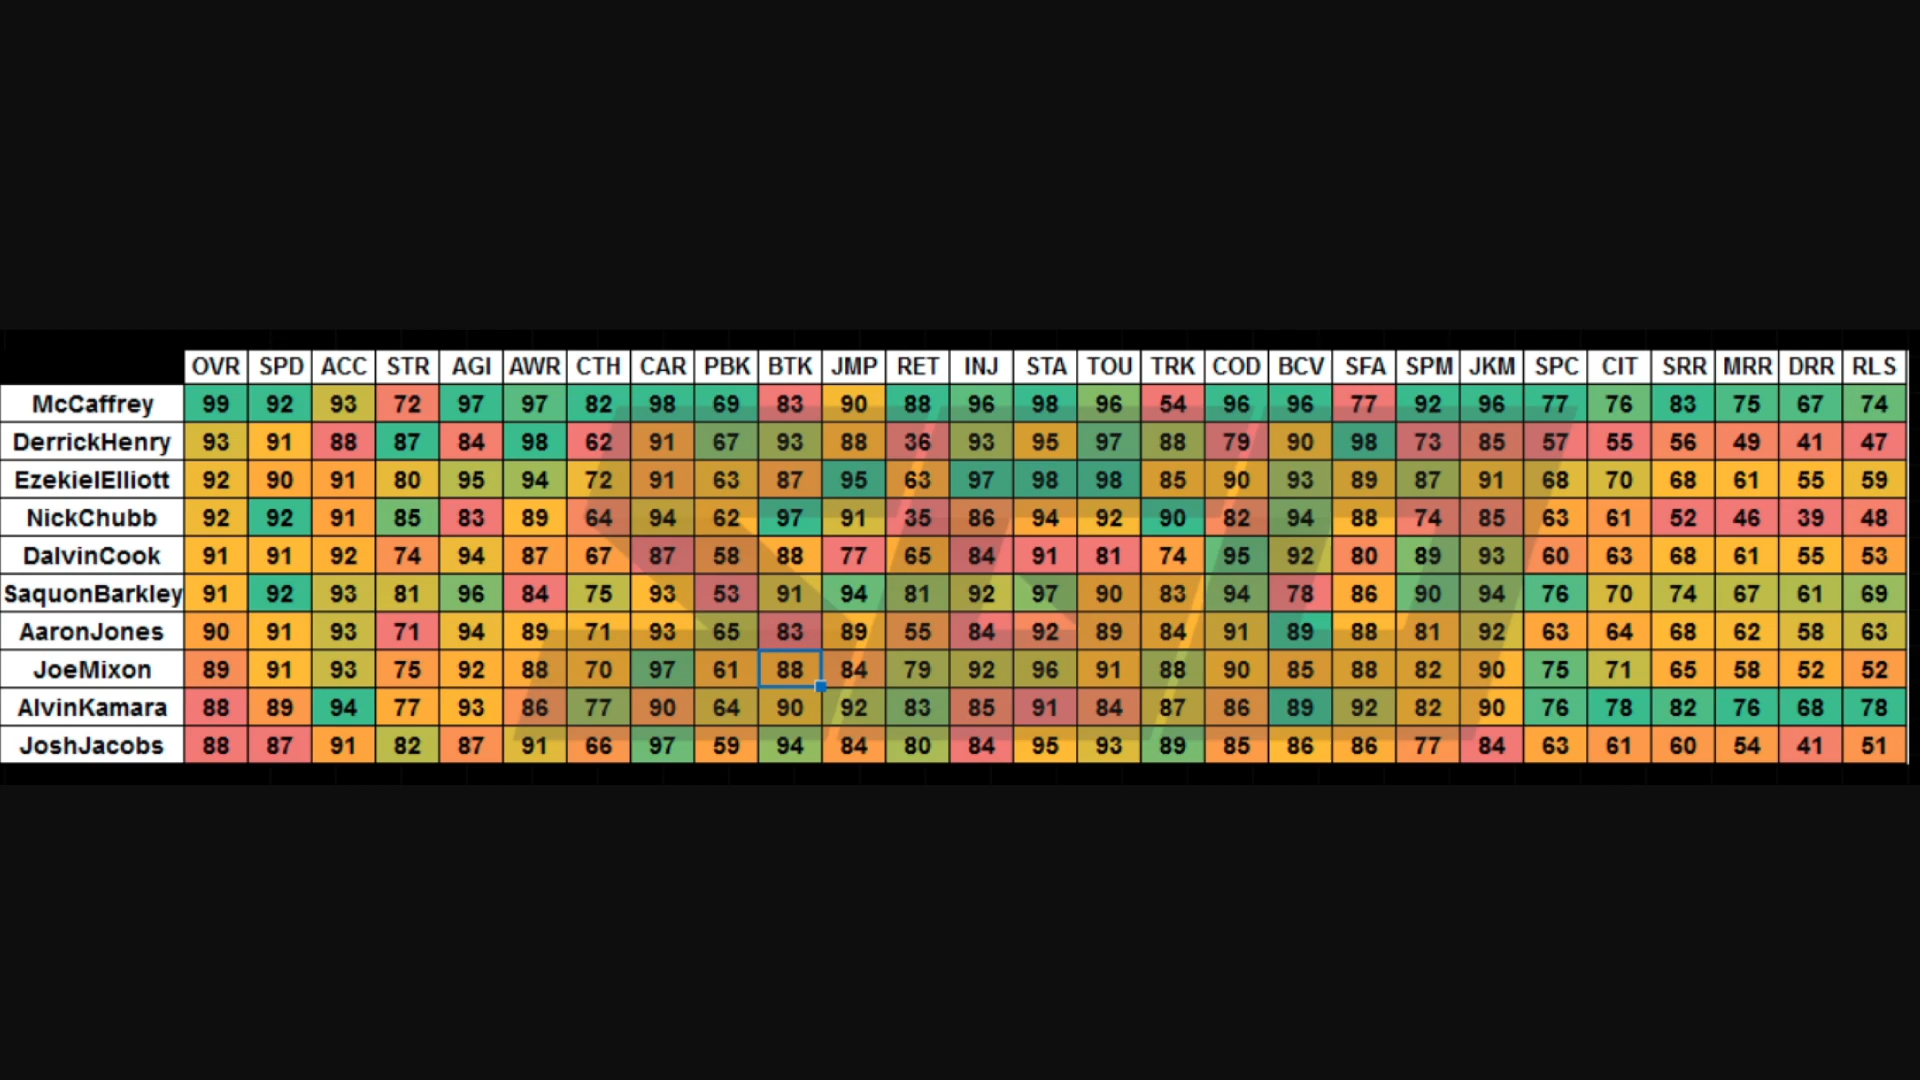 OVR SPD ACC STR AGI AWR CTH CAR PBK BTK JMP RET INJ STA TOU TRK COD BCV SFA SPM JKM SPC CIT SRR MRR DRR RLS
McCaffrey 99 92 93 72 97 97 82 98 69 83 90 88 96 98 96 54 96 96 77 92 96 77 76 83 75 67 74
DerrickHenry 93 91 88 87 84 98 62 91 67 93 88 36 93 95 97 88 79 90 98 73 85 57 55 56 49 41 47
EzekielElliott 92 90 91 80 95 94 72 91 63 87 95 63 97 98 98 85 90 93 89 87 91 68 70 68 61 55 59
NickChubb 92 92 91 85 83 89 64 94 62 97 91 35 86 94 92 90 82 94 88 74 85 63 61 52 46 39 48
DalvinCook 91 91 92 74 94 87 67 87 58 88 77 65 84 91 81 74 95 92 80 89 93 60 63 68 61 55 53
SaquonBarkley 91 92 93 81 96 84 75 93 53 91 94 81 92 97 90 83 94 78 86 90 94 76 70 74 67 61 69
AaronJones 90 91 93 71 94 89 71 93 65 83 89 55 84 92 89 84 91 89 88 81 92 63 64 68 62 58 63
JoeMixon 89 91 93 75 92 88 70 97 61 88 84 79 92 96 91 88 90 85 88 82 90 75 71 65 58 52 52
AlvinKamara 88 89 94 77 93 86 77 90 64 90 92 83 85 91 84 87 86 89 92 82 90 76 78 82 76 68 78
JoshJacobs 88 87 91 82 87 91 66 97 59 94 84 80 84 95 93 89 85 86 86 77 84 63 61 60 54 41 51